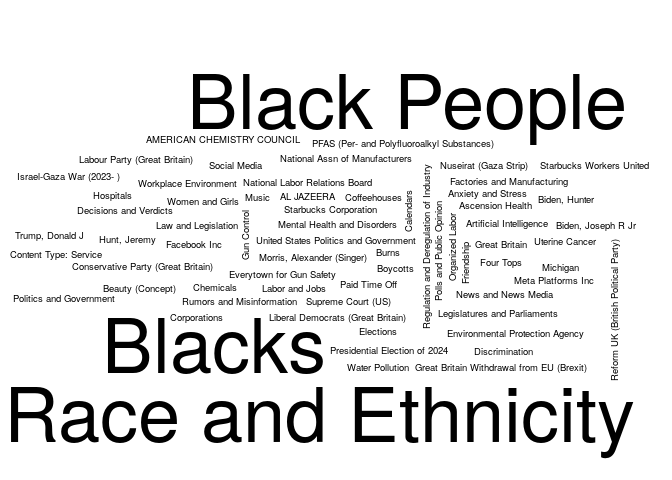 Black People
AMERICAN CHEMISTRY COUNCIL
PFAS (Per- and Polyfluoroalkyl Substances)
Labour Party (Great Britain)
Social Media
National Assn of Manufacturers
Nuseirat (Gaza Strip)
Starbucks Workers United
Israel-Gaza War (2023- )
Workplace Environment
National Labor Relations Board
Factories and Manufacturing
Hospitals
Women and Girls
Music
AL JAZEERA
Coffeehouses
Calendars
Anxiety and Stress
Biden, Hunter
Decisions and Verdicts
Starbucks Corporation
Ascension Health
Gun Control
Regulation and Deregulation of Industry
Polls and Public Opinion
Organized Labor
Friendship
Law and Legislation
Mental Health and Disorders
Artificial Intelligence
Biden, Joseph R Jr
Trump, Donald J
Hunt, Jeremy
Facebook Inc
United States Politics and Government
Great Britain
Uterine Cancer
Content Type: Service
Morris, Alexander (Singer)
Burns
Conservative Party (Great Britain)
Boycotts
Four Tops
Michigan
Everytown for Gun Safety
Meta Platforms Inc
Beauty (Concept)
Chemicals
Labor and Jobs
Paid Time Off
News and News Media
Reform UK (British Political Party)
Politics and Government
Rumors and Misinformation
Supreme Court (US)
Corporations
Liberal Democrats (Great Britain)
Legislatures and Parliaments
Elections
Environmental Protection Agency
Blacks
Presidential Election of 2024
Discrimination
Water Pollution
Great Britain Withdrawal from EU (Brexit)
Race and Ethnicity